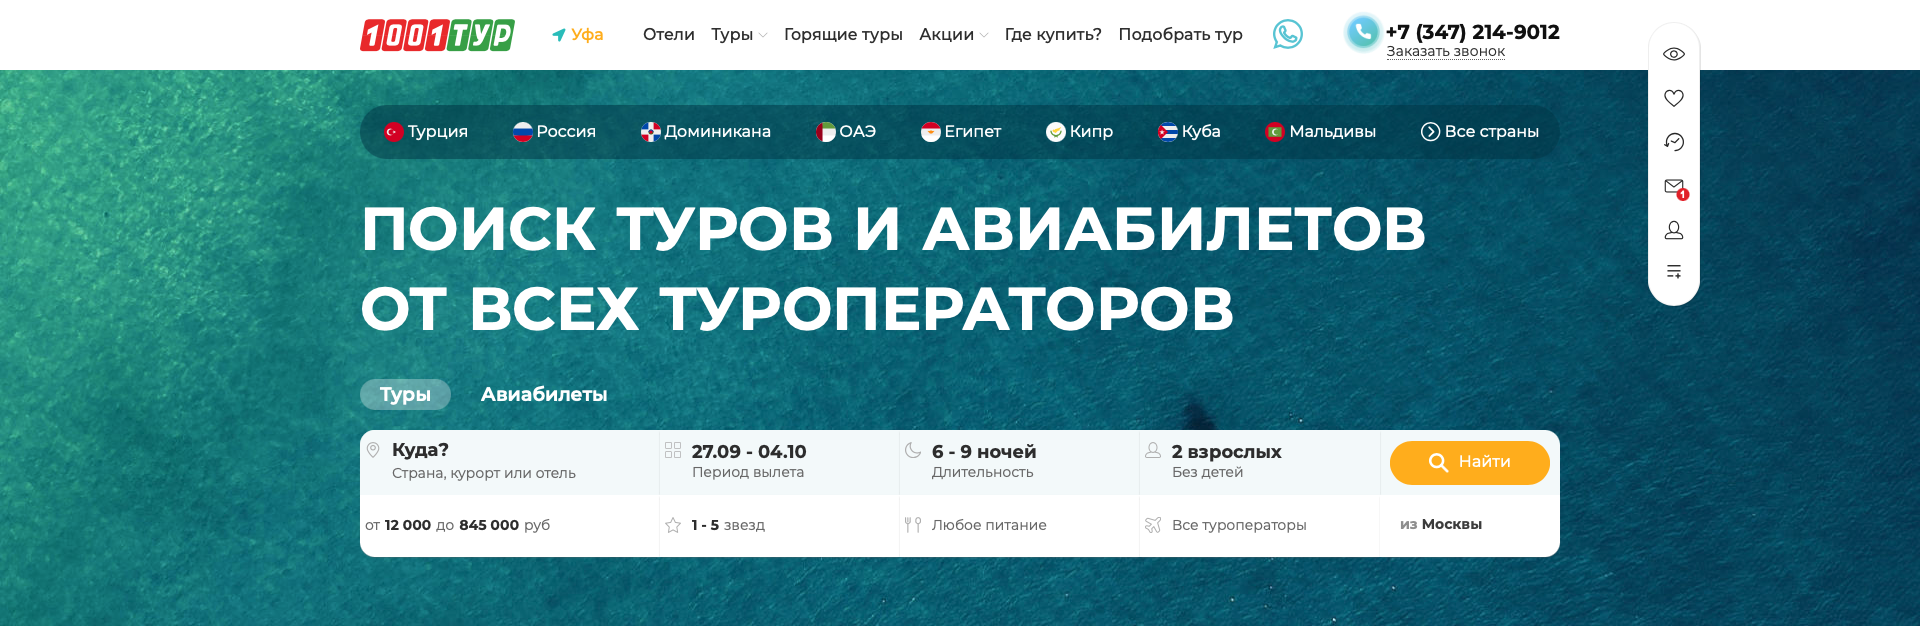 1001ТУР
Уфа
Отели
Туры
Горящие туры
Акции
Где купить?
Подобрать тур
+7 (347) 214-9012
Заказать звонок
Турция
Россия
Доминикана
ОАЭ
Египет
Кипр
Куба
Мальдивы
Все страны
1
ПОИСК ТУРОВ И АВИАБИЛЕТОВ
ОТ ВСЕХ ТУРОПЕРАТОРОВ
Туры
Авиабилеты
Куда?
Страна, курорт или отель
27.09 - 04.10
Период вылета
6 - 9 ночей
Длительность
2 взрослых
Без детей
Найти
от 12 000 до 845 000 руб
1 - 5 звезд
Любое питание
Все туроператоры
из Москвы